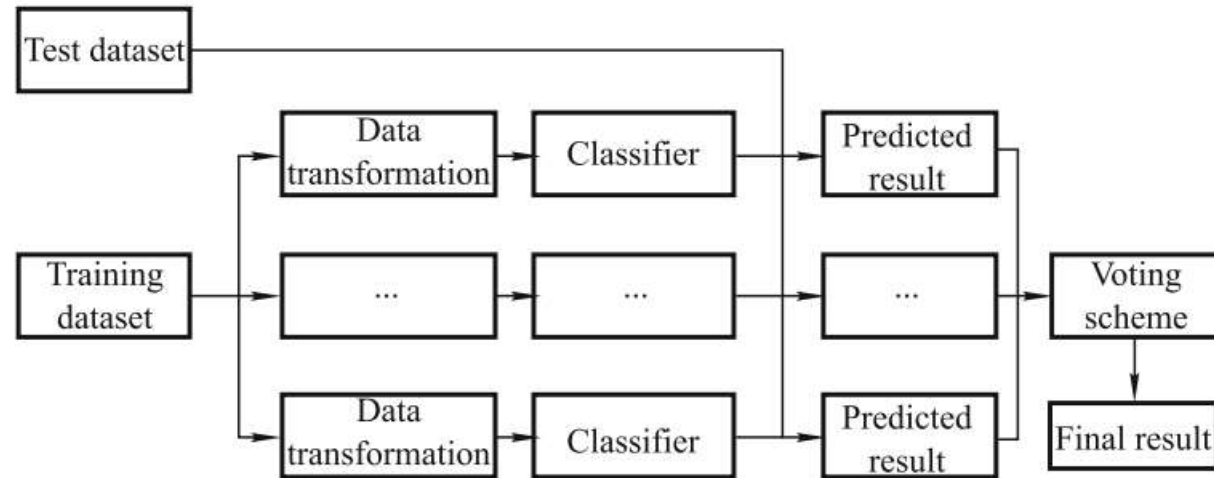 Test dataset
Data
transformation
Classifier
Predicted
result
Training
dataset
...
...
...
Voting
scheme
Data
transformation
Classifier
Predicted
result
Final result